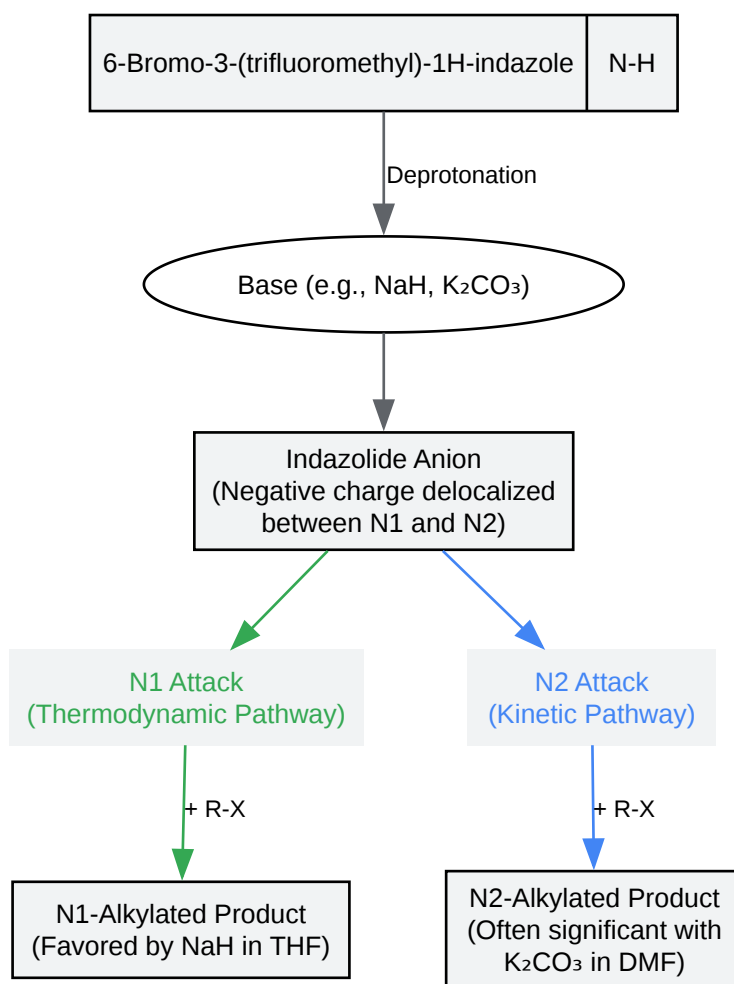 6-Bromo-3-(trifluoromethyl)-1H-indazole N-H
Deprotonation
Base (e.g., NaH, K₂CO₃)
Indazolide Anion
(Negative charge delocalized
between N1 and N2)
N1 Attack
(Thermodynamic Pathway)
N2 Attack
(Kinetic Pathway)
+ R-X
+ R-X
N1-Alkylated Product
(Favored by NaH in THF)
N2-Alkylated Product
(Often significant with
K₂CO₃ in DMF)